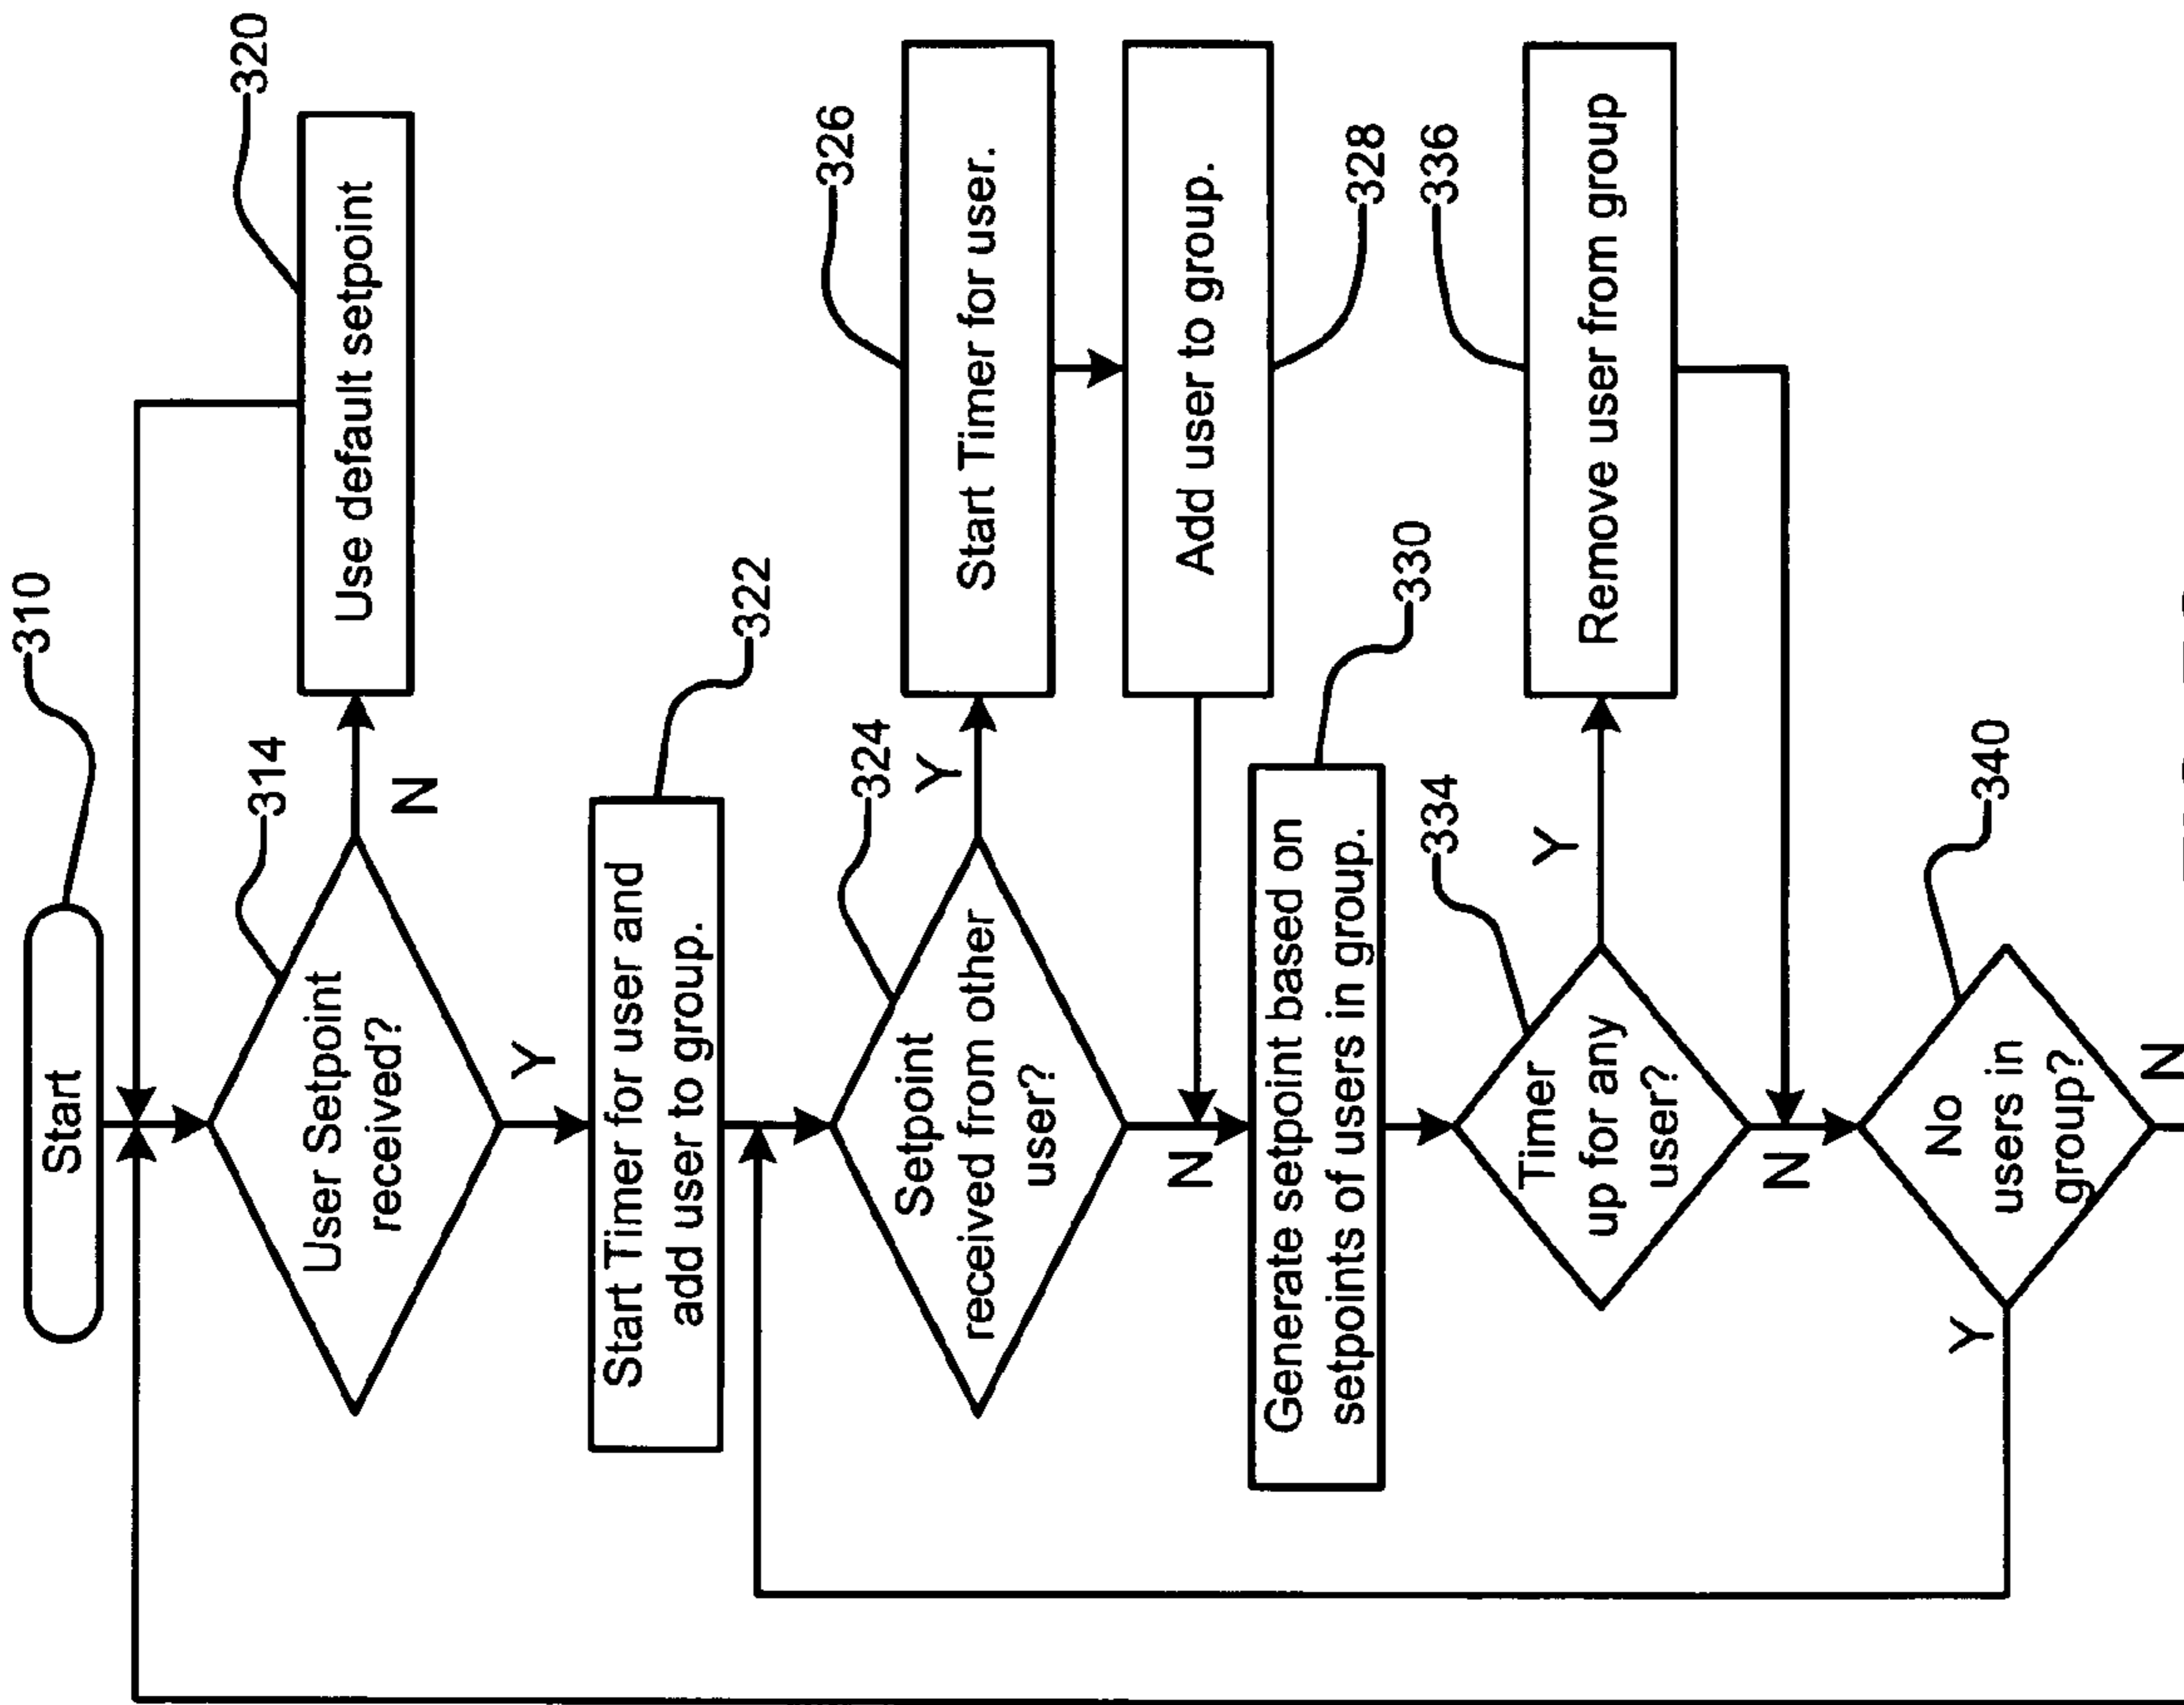 Start
310
User Setpoint
received?
314
N
Use default setpoint
320
Y
Start Timer for user and
add user to group.
322
Setpoint
received from other
user?
324
Y
Start Timer for user.
326
Add user to group.
328
N
Generate setpoint based on
setpoints of users in group.
330
Timer
up for any
user?
334
Y
Remove user from group
336
N
No
users in
group?
340
Y
N